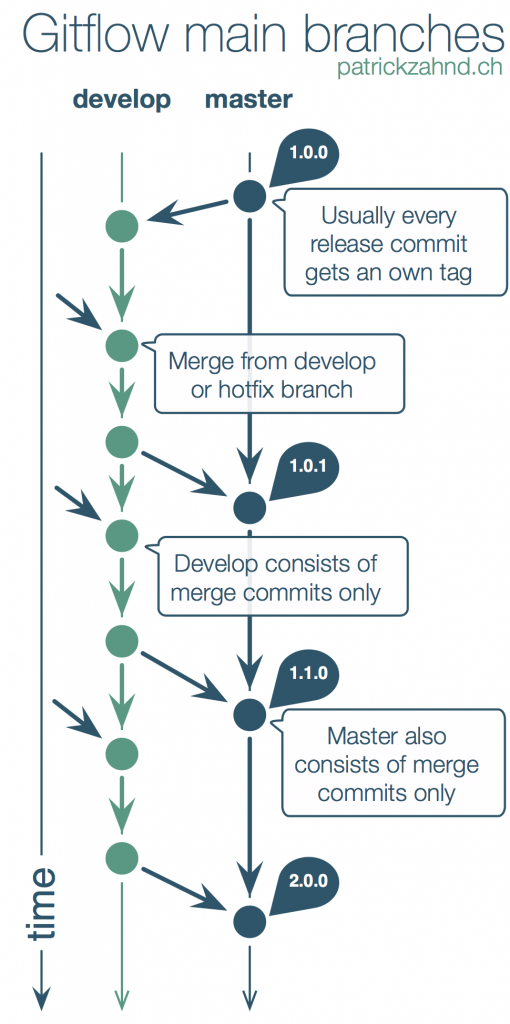 Gitflow main branches
patrickzahnd.ch
develop master
1.0.0
Usually every
release commit
gets an own tag
Merge from develop
or hotfix branch
1.0.1
Develop consists of
merge commits only
1.1.0
Master also
consists of merge
commits only
2.0.0
time